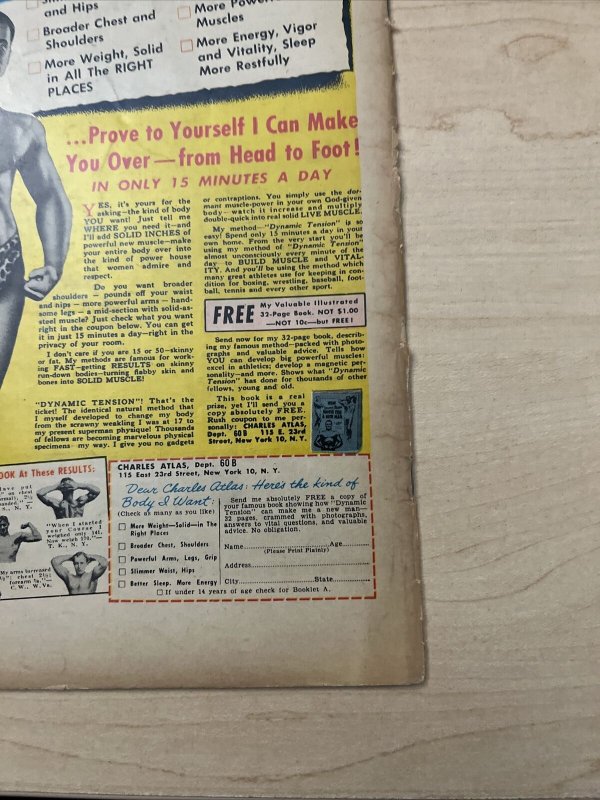 and Hips
Broader Chest and
Shoulders
More Weight, Solid
in All The RIGHT
PLACES
More
Muscles
More Energy, Vigor
and Vitality, Sleep
More Restfully
...Prove to Yourself I Can Make
You Over—from Head to Foot!
IN ONLY 15 MINUTES A DAY
YES, it's yours for the
asking—the kind of body
YOU want! Just tell me
WHERE you need it—and
I'll add SOLID INCHES of
powerful new muscle—make
your entire body over into
the kind of power house
that women admire and
respect.
Do you want broader
shoulders - pounds off your waist
and hips - more powerful arms - hand-
some legs - a mid-section with solid-as-
steel muscle? Just check what you want
right in the coupon below. You can get
it in just 15 minutes a day—right in the
privacy of your room.
I don't care if you are 15 or 50—skinny
or fat. My methods are famous for work-
ing FAST—getting RESULTS on skinny
run-down bodies—turning flabby skin and
bones into SOLID MUSCLE!
"DYNAMIC TENSION"! That's the
ticket! The identical natural method that
I myself developed to change my body
from the scrawny weakling I was at 17 to
my present superman physique! Thousands
of fellows are becoming marvelous physical
specimens—my way. I give you no gadgets
or contraptions. You simply use the dor-
mant muscle-power in your own God-given
body—watch it increase and multiply
double-quick into real solid LIVE MUSCLE.
My method—"Dynamic Tension" is so
easy! Spend only 15 minutes a day in your
own home. From the very start you'll be
using my method of "Dynamic Tension"
almost unconsciously every minute of the
day to BUILD MUSCLE and VITAL-
ITY. And you'll be using the method which
many great athletes use for keeping in con-
dition for boxing, wrestling, baseball, foot-
ball, tennis and every other sport.
FREE My Valuable Illustrated
32-Page Book. NOT $1.00
—NOT 10c—but FREE!
Send now for my 32-page book, describ-
ing my famous method—packed with photo-
graphs and valuable advice. Tells how
YOU can develop big powerful muscles:
excel in athletics; develop a magnetic per-
sonality—and more. Shows what "Dynamic
Tension" has done for thousands of other
fellows, young and old.
This book is a real
prize, yet I'll send you a
copy absolutely FREE.
Rush coupon to me per-
sonally: CHARLES ATLAS,
Dept. 60B 115 E. 23rd
Street, New York 10, N.Y.
OOK At These RESULTS:
"When I started
your Course I
weighed only 141.
Now weigh
T. K., N. Y.
My arms increased
chest 2½;
forearm
C.W., W.Va.
CHARLES ATLAS, Dept. 60B
115 East 23rd Street, New York 10, N. Y.
Dear Charles Atlas: Here's the kind of
Body I Want:
(Check as many as you like)
More Weight—Solid—in The
Right Places
Broader Chest, Shoulders
Powerful Arms, Legs, Grip
Slimmer Waist, Hips
Better Sleep, More Energy
Send me absolutely FREE a copy of
your famous book showing how "Dynamic
Tension" can make me a new man—
32 pages, crammed with photographs,
answers to vital questions, and valuable
advice. No obligation.
Name Age
(Please Print Plainly)
Address
City State
If under 14 years of age check for Booklet A.